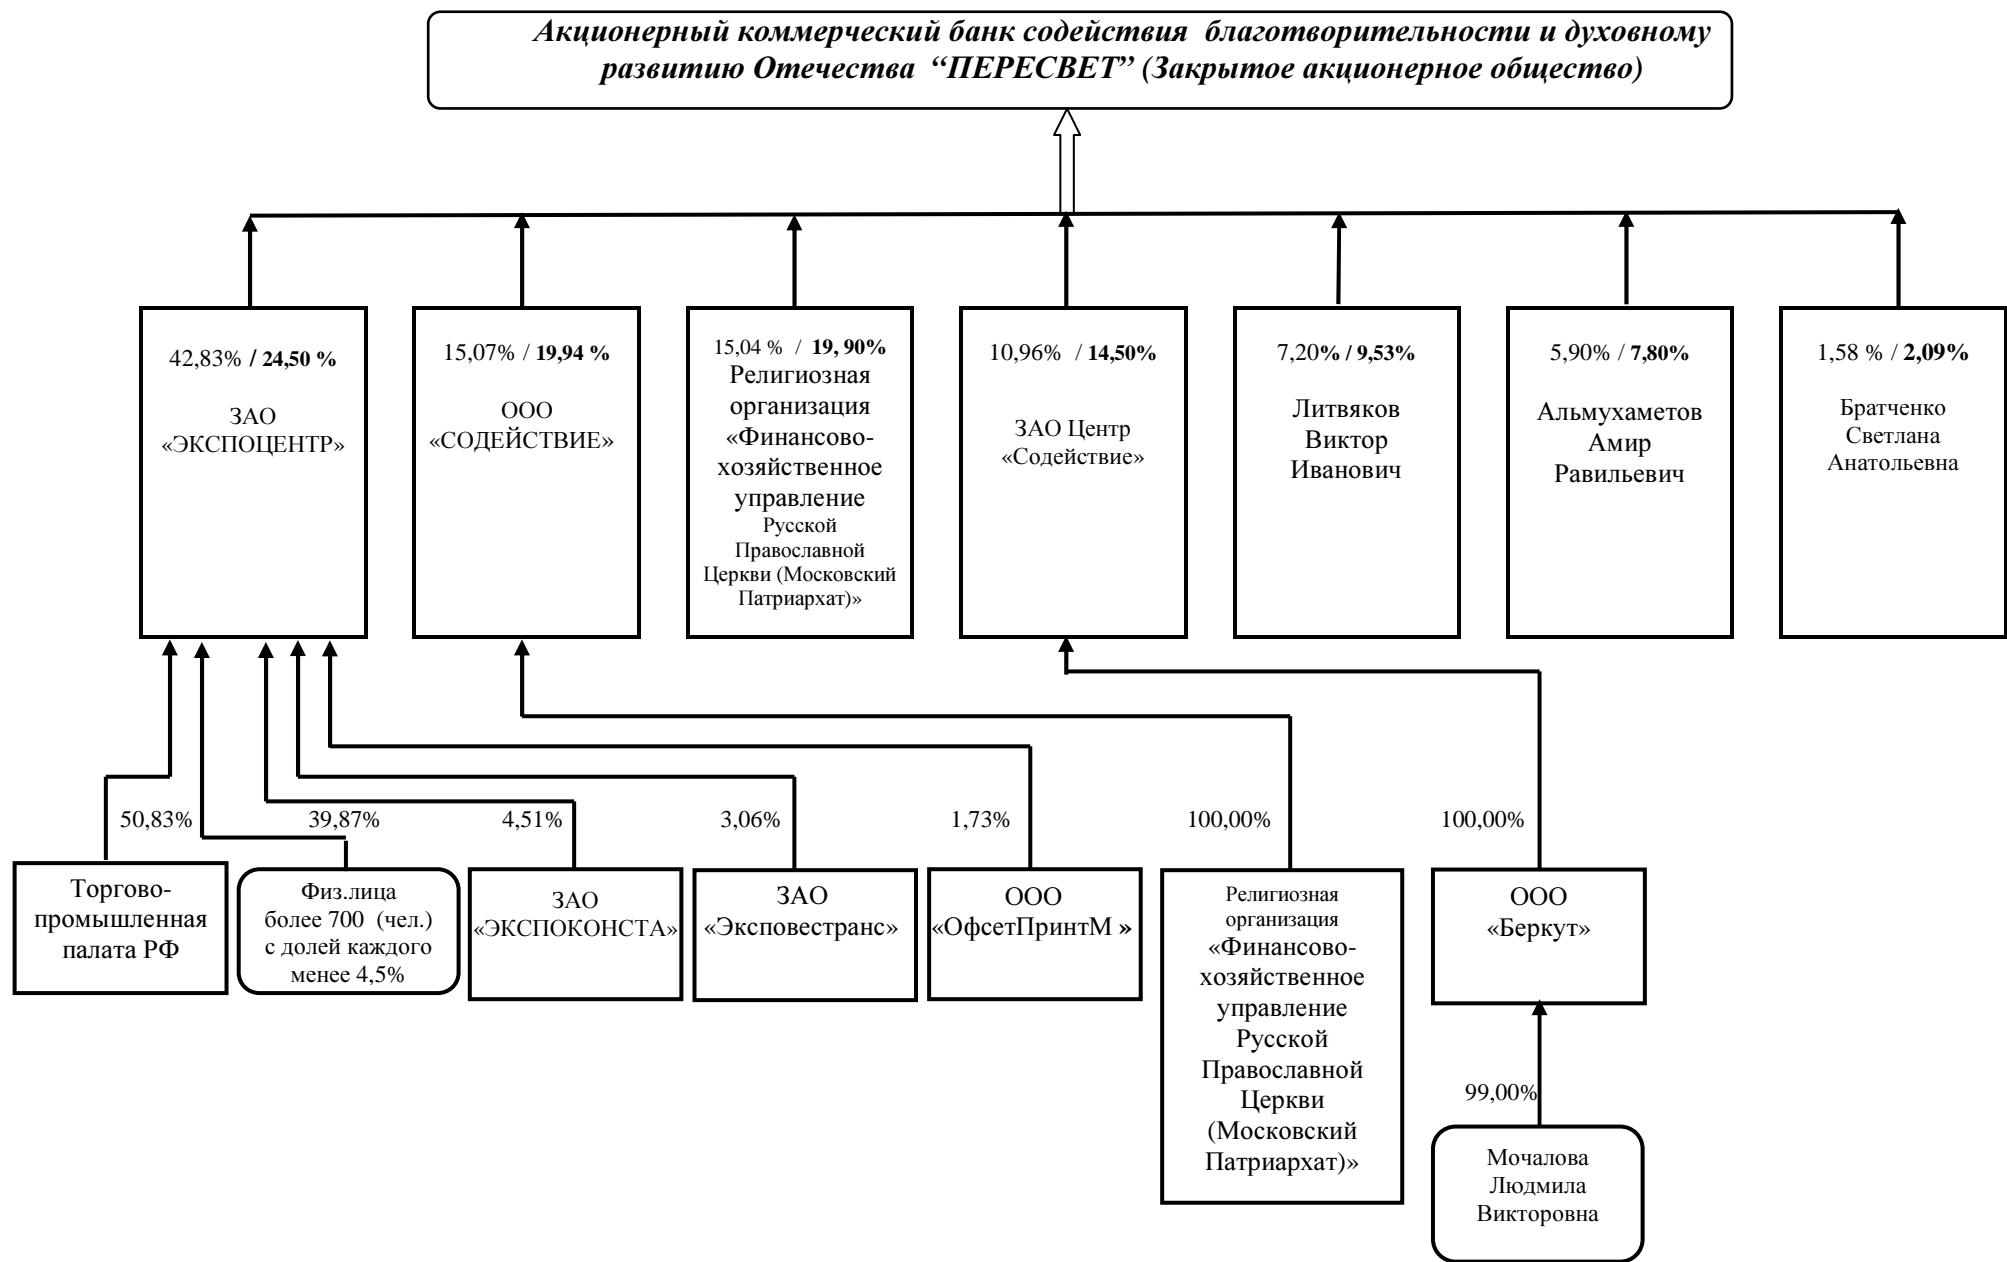 Акционерный коммерческий банк содействия благотворительности и духовному
развитию Отечества “ПЕРЕСВЕТ” (Закрытое акционерное общество)
42,83% / 24,50 %
ЗАО
«ЭКСПОЦЕНТР»
15,07% / 19,94 %
ООО
«СОДЕЙСТВИЕ»
15,04 % / 19, 90%
Религиозная
организация
«Финансово-
хозяйственное
управление
Русской
Православной
Церкви (Московский
Патриархат)»
10,96% / 14,50%
ЗАО Центр
«Содействие»
7,20% / 9,53%
Литвяков
Виктор
Иванович
5,90% / 7,80%
Альмухаметов
Амир
Равильевич
1,58 % / 2,09%
Братченко
Светлана
Анатольевна
50,83%
39,87%
4,51%
3,06%
1,73%
100,00%
100,00%
Торгово-
промышленная
палата РФ
Физ.лица
более 700 (чел.)
с долей каждого
менее 4,5%
ЗАО
«ЭКСПОКОНСТА»
ЗАО
«Эксповестранс»
ООО
«ОфсетПринтМ »
Религиозная
организация
«Финансово-
хозяйственное
управление
Русской
Православной
Церкви
(Московский
Патриархат)»
ООО
«Беркут»
99,00%
Мочалова
Людмила
Викторовна